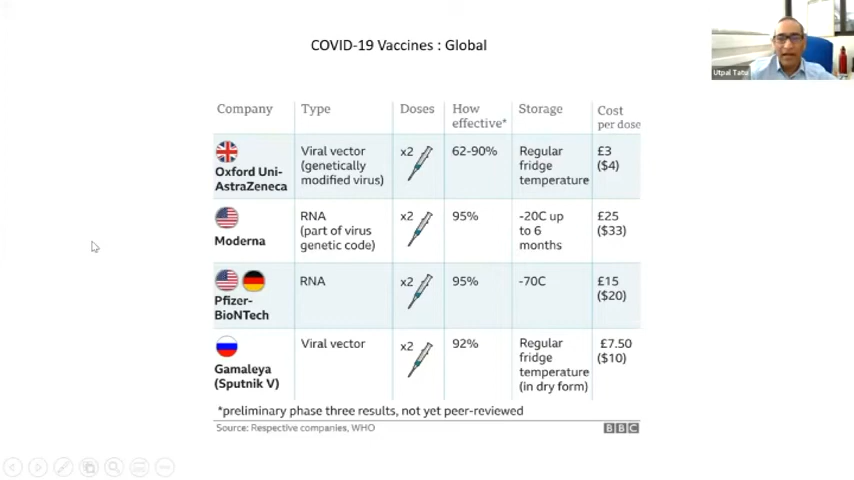 COVID-19 Vaccines : Global
Utpal Tatu
Company Type Doses How effective* Storage Cost per dose
Oxford Uni-AstraZeneca Viral vector (genetically modified virus) x2 62-90% Regular fridge temperature £3 ($4)
Moderna RNA (part of virus genetic code) x2 95% -20C up to 6 months £25 ($33)
Pfizer-BioNTech RNA x2 95% -70C £15 ($20)
Gamaleya (Sputnik V) Viral vector x2 92% Regular fridge temperature (in dry form) £7.50 ($10)
*preliminary phase three results, not yet peer-reviewed
Source: Respective companies, WHO
BBC